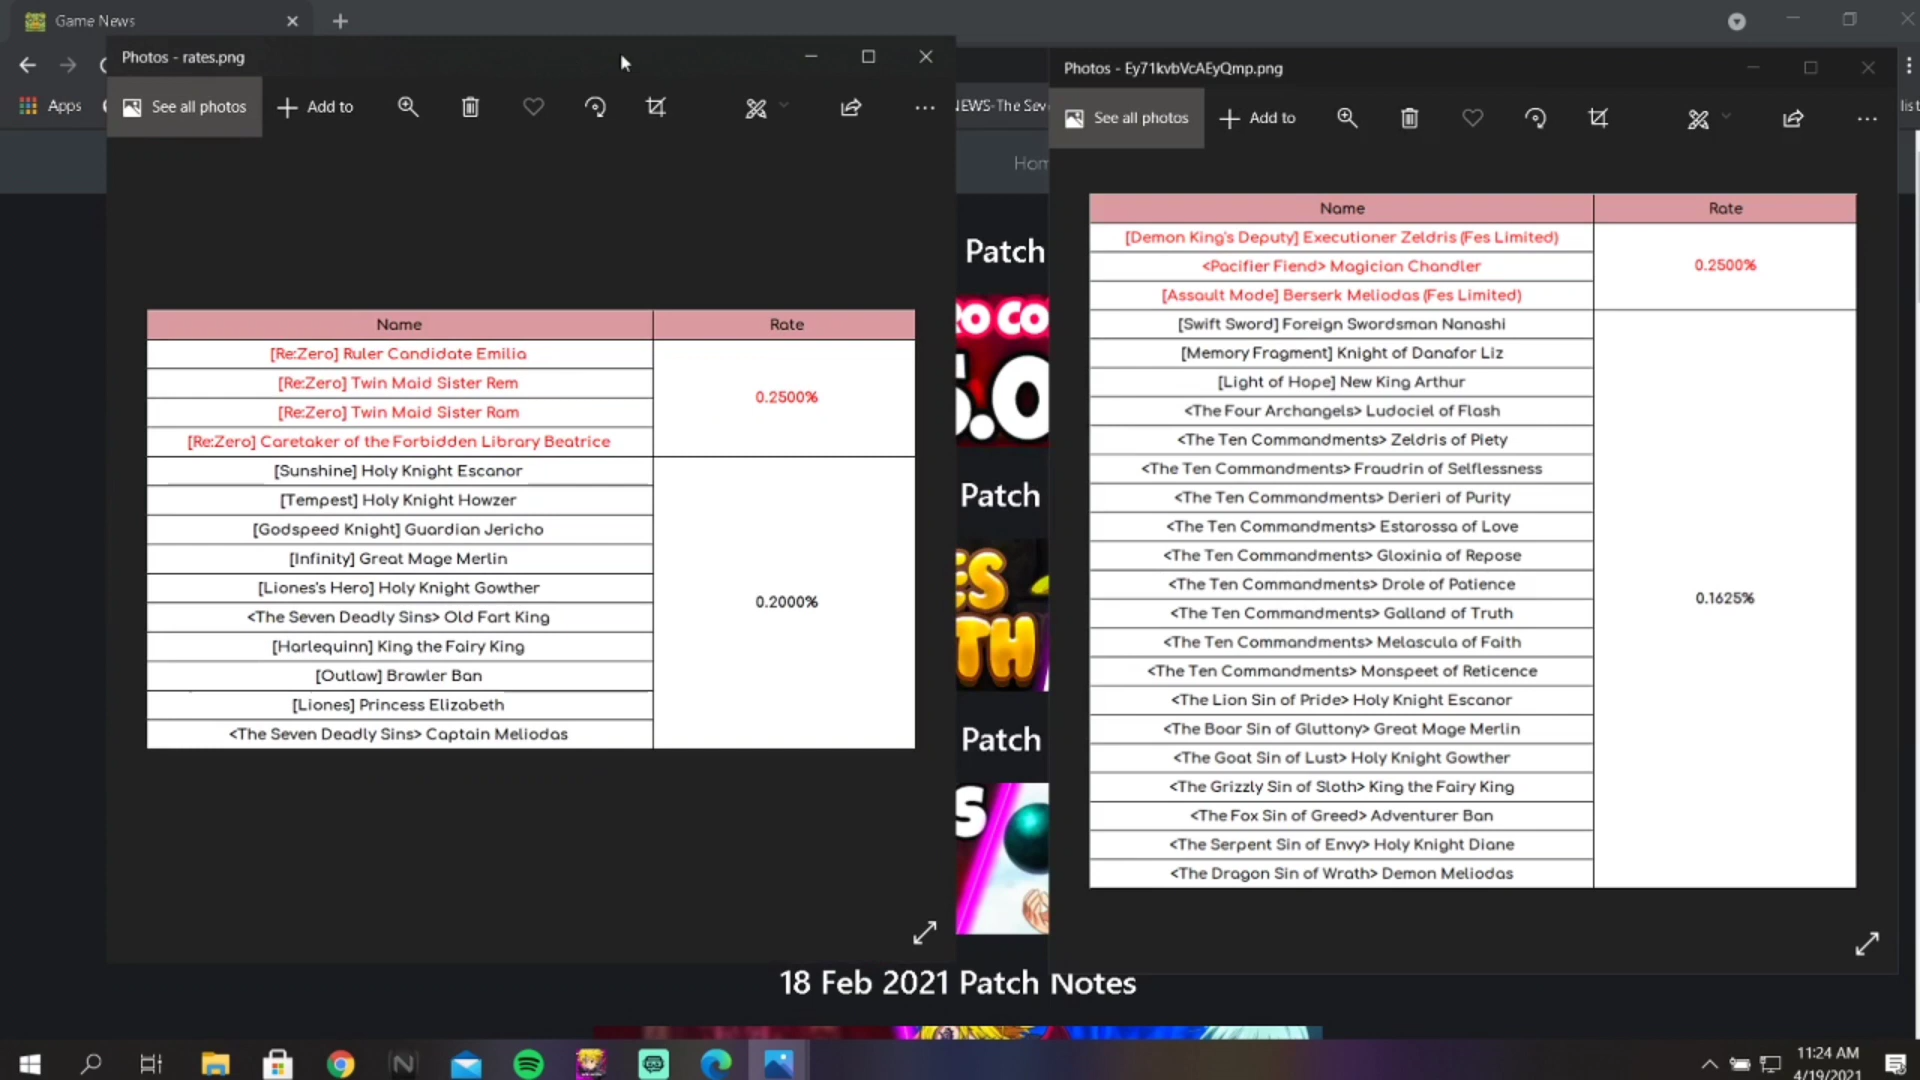 Game News
Photos - rates.png
Photos - Ey71kvbVcAEyQmp.png
Apps
See all photos
Add to
NEWS-The Sev
See all photos
Add to
list
Hom
Name Rate
[Re:Zero] Ruler Candidate Emilia
[Re:Zero] Twin Maid Sister Rem
0.2500%
[Re:Zero] Twin Maid Sister Ram
[Re:Zero] Caretaker of the Forbidden Library Beatrice
[Sunshine] Holy Knight Escanor
[Tempest] Holy Knight Howzer
[Godspeed Knight] Guardian Jericho
[Infinity] Great Mage Merlin
[Liones's Hero] Holy Knight Gowther
0.2000%
<The Seven Deadly Sins> Old Fart King
[Harlequinn] King the Fairy King
[Outlaw] Brawler Ban
[Liones] Princess Elizabeth
<The Seven Deadly Sins> Captain Meliodas
Patch
RO CO
5.0
Patch
ES
TH
Patch
S
Name Rate
[Demon King's Deputy] Executioner Zeldris (Fes Limited)
<Pacifier Fiend> Magician Chandler
0.2500%
[Assault Mode] Berserk Meliodas (Fes Limited)
[Swift Sword] Foreign Swordsman Nanashi
[Memory Fragment] Knight of Danafor Liz
[Light of Hope] New King Arthur
<The Four Archangels> Ludociel of Flash
<The Ten Commandments> Zeldris of Piety
<The Ten Commandments> Fraudrin of Selflessness
<The Ten Commandments> Derieri of Purity
<The Ten Commandments> Estarossa of Love
<The Ten Commandments> Gloxinia of Repose
<The Ten Commandments> Drole of Patience
0.1625%
<The Ten Commandments> Galland of Truth
<The Ten Commandments> Melascula of Faith
<The Ten Commandments> Monspeet of Reticence
<The Lion Sin of Pride> Holy Knight Escanor
<The Boar Sin of Gluttony> Great Mage Merlin
<The Goat Sin of Lust> Holy Knight Gowther
<The Grizzly Sin of Sloth> King the Fairy King
<The Fox Sin of Greed> Adventurer Ban
<The Serpent Sin of Envy> Holy Knight Diane
<The Dragon Sin of Wrath> Demon Meliodas
18 Feb 2021 Patch Notes
11:24 AM
4/19/2021